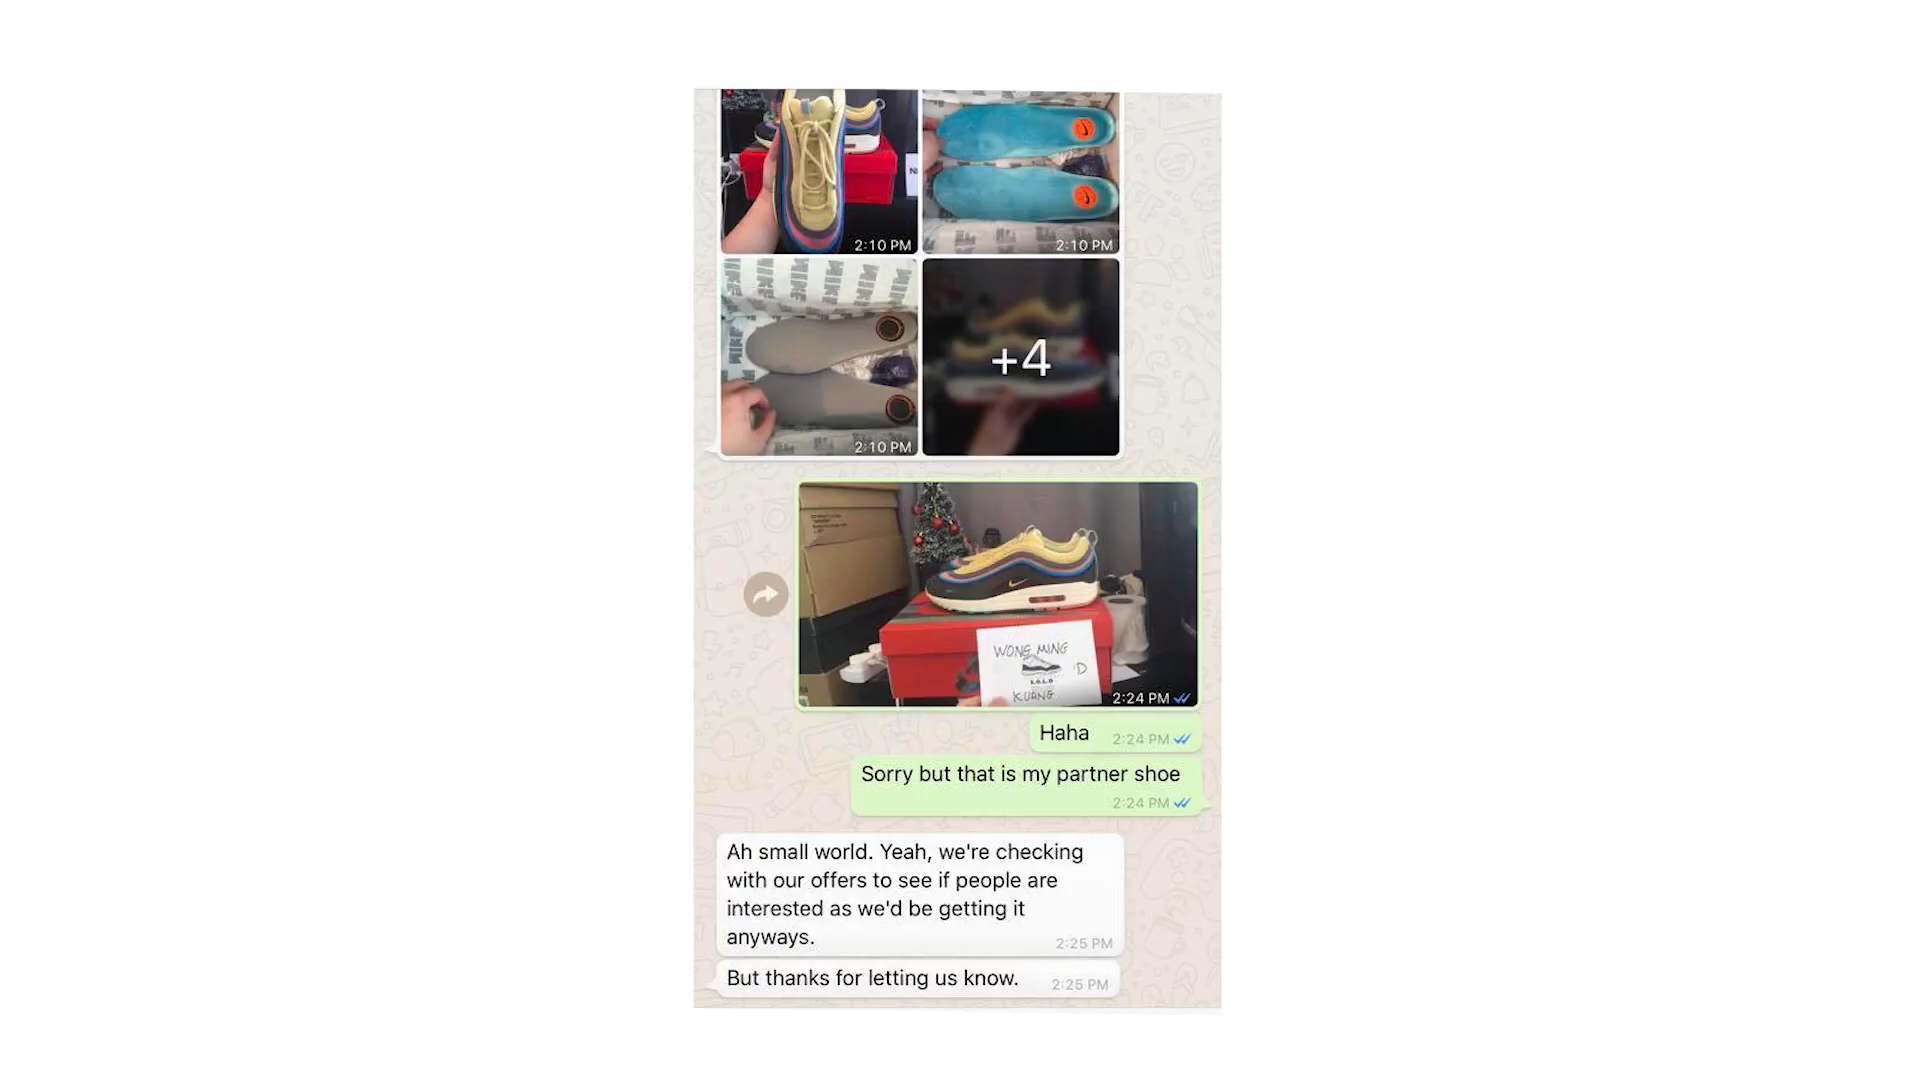 2:10 PM
2:10 PM
2:10 PM
+4
WONG MING
:D
KUANG
2:24 PM
Haha
2:24 PM
Sorry but that is my partner shoe
2:24 PM
Ah small world. Yeah, we're checking
with our offers to see if people are
interested as we'd be getting it
anyways.
2:25 PM
But thanks for letting us know.
2:25 PM